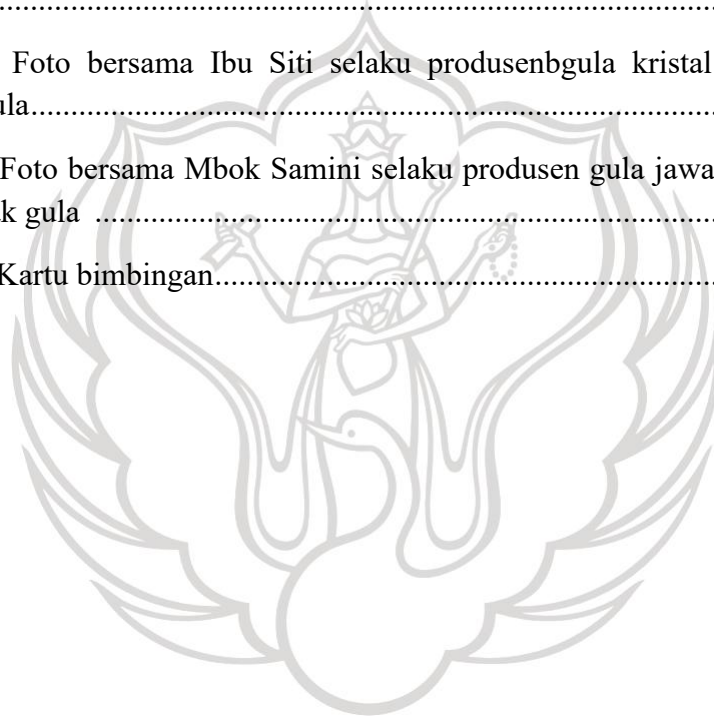 ..........................................................................................
Foto bersama Ibu Siti selaku produsenbgula kristal
ula.......................................................................................
Foto bersama Mbok Samini selaku produsen gula jawa
k gula ...............................................................................
Kartu bimbingan................................................................